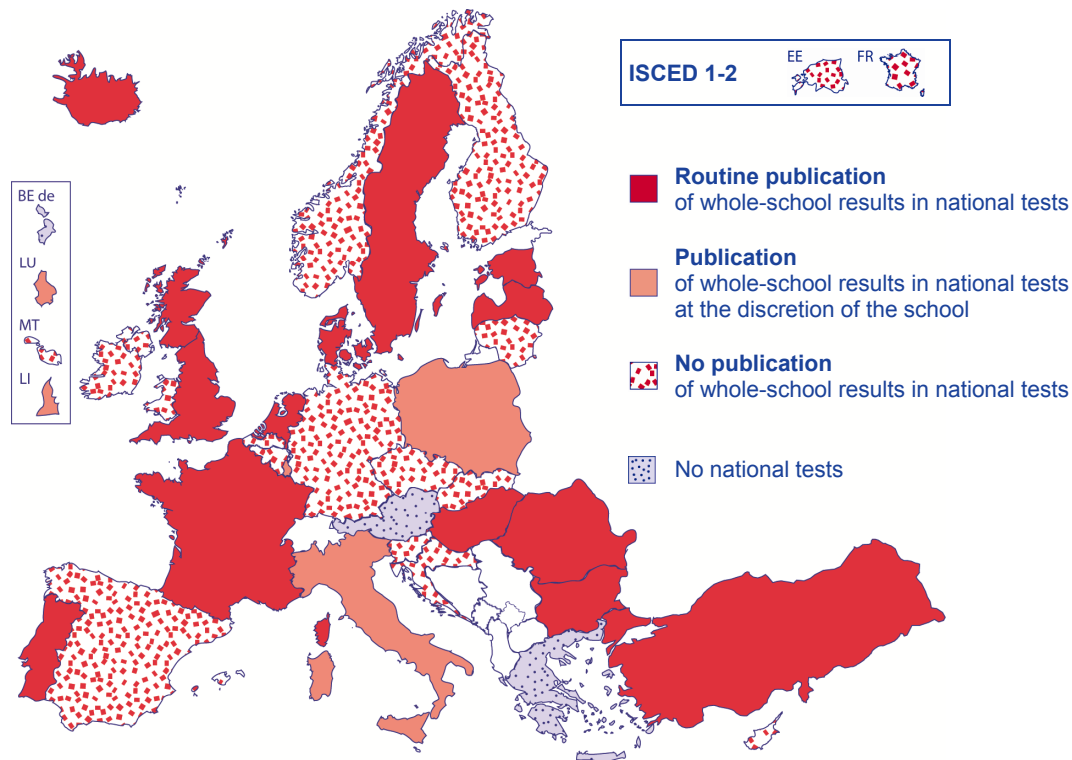 ISCED 1-2
EE
FR
BE de
LU
MT
LI
Routine publication
of whole-school results in national tests
Publication
of whole-school results in national tests
at the discretion of the school
No publication
of whole-school results in national tests
No national tests